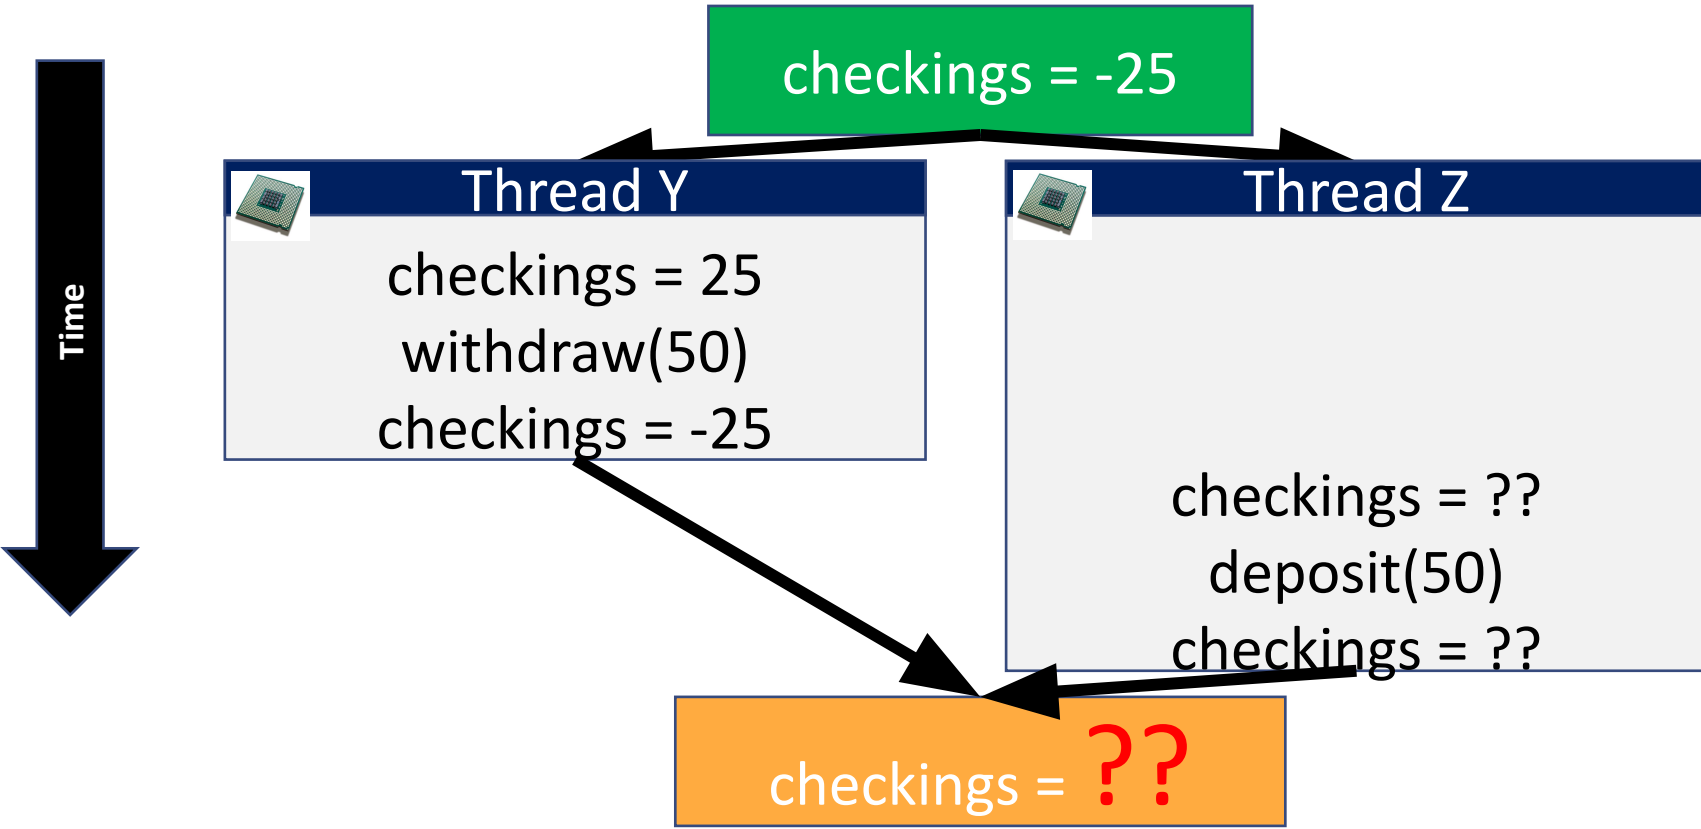 checkings = -25
Time
Thread Y
checkings = 25
withdraw(50)
checkings = -25
Thread Z
checkings = ??
deposit(50)
checkings = ??
checkings = ??